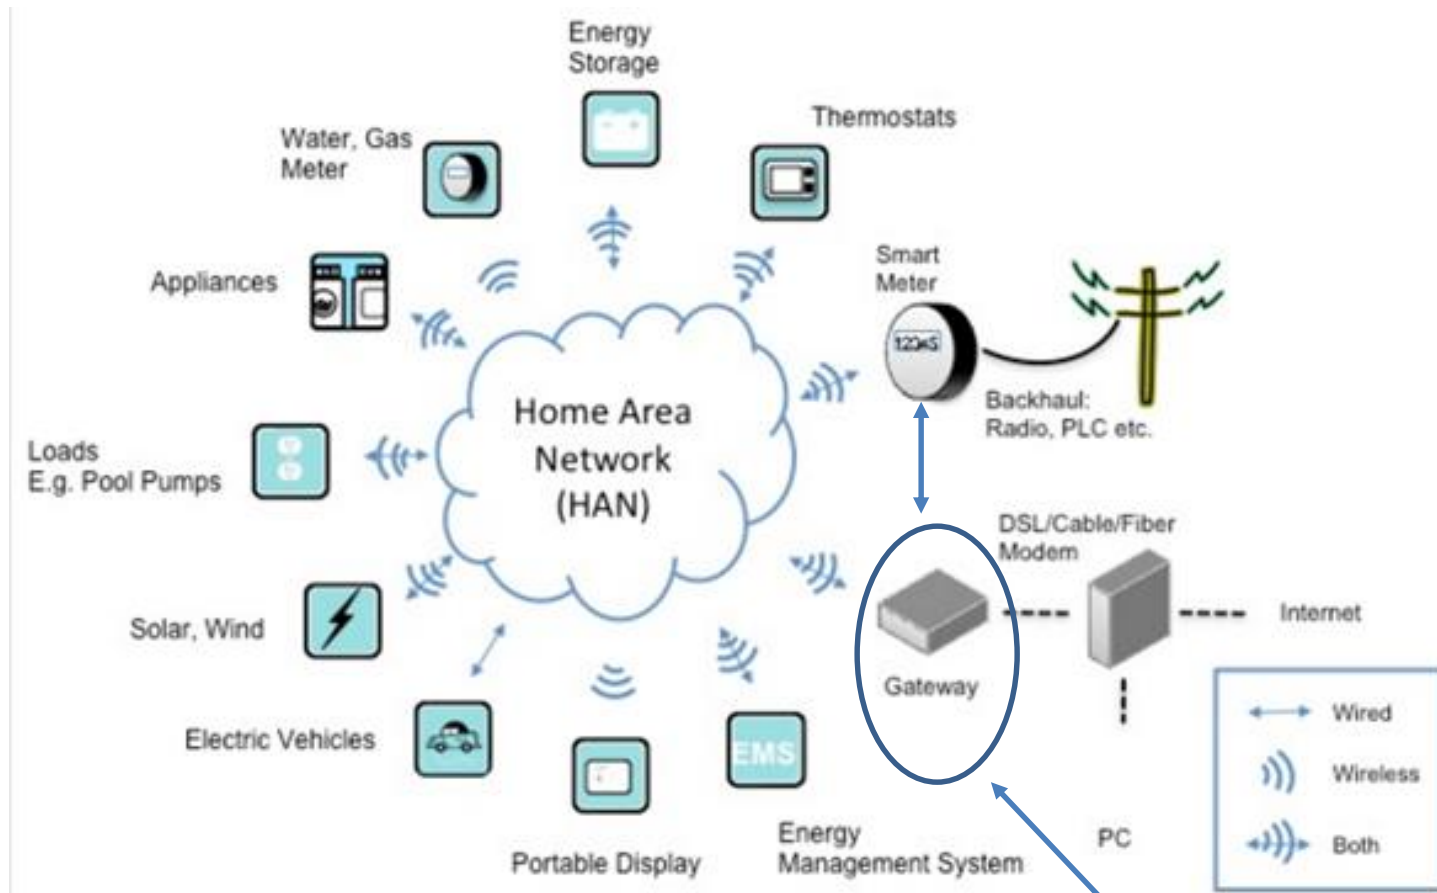 Energy
Storage
Thermostats
Water, Gas
Meter
Appliances
Smart
Meter
12345
Backhaul:
Radio, PLC etc.
Home Area
Network
(HAN)
Loads
E.g. Pool Pumps
DSL/Cable/Fiber
Modem
Internet
Gateway
Solar, Wind
Electric Vehicles
EMS
Portable Display
Energy
Management System
PC
Wired
Wireless
Both